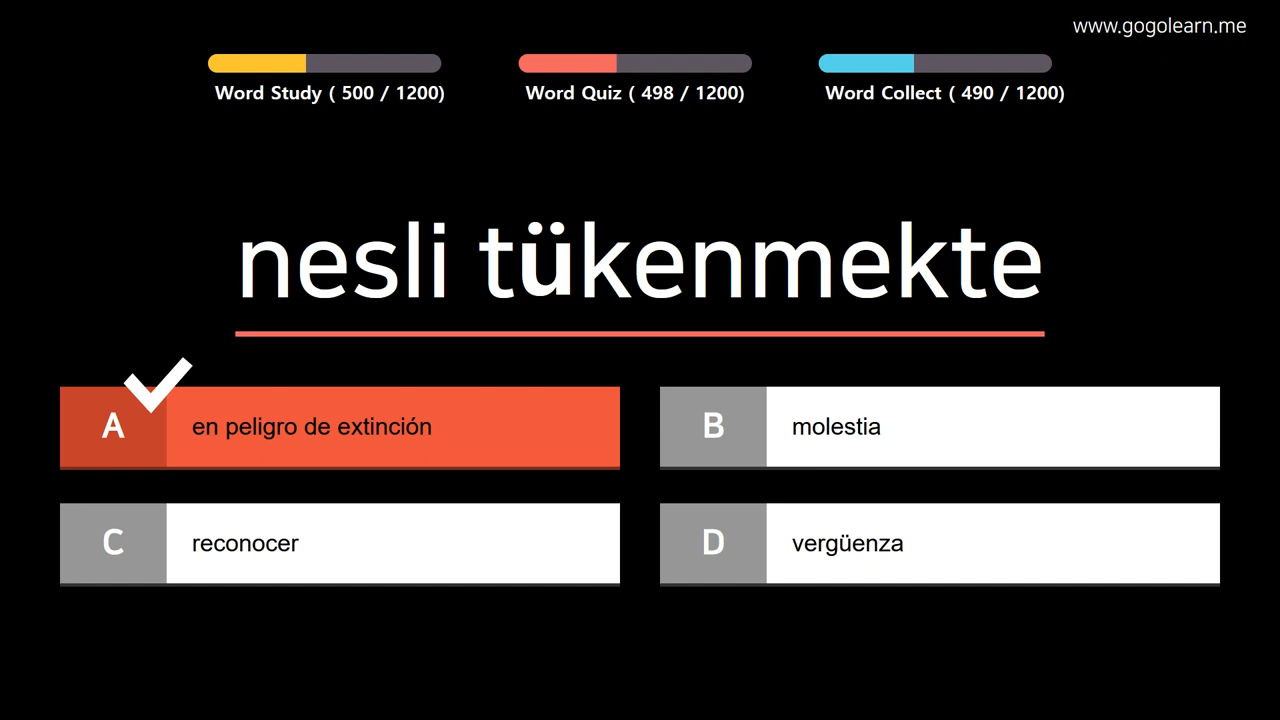 www.gogolearn.me
Word Study ( 500 / 1200)
Word Quiz ( 498 / 1200)
Word Collect ( 490 / 1200)
nesli tükenmekte
A en peligro de extinción
B molestia
C reconocer
D vergüenza